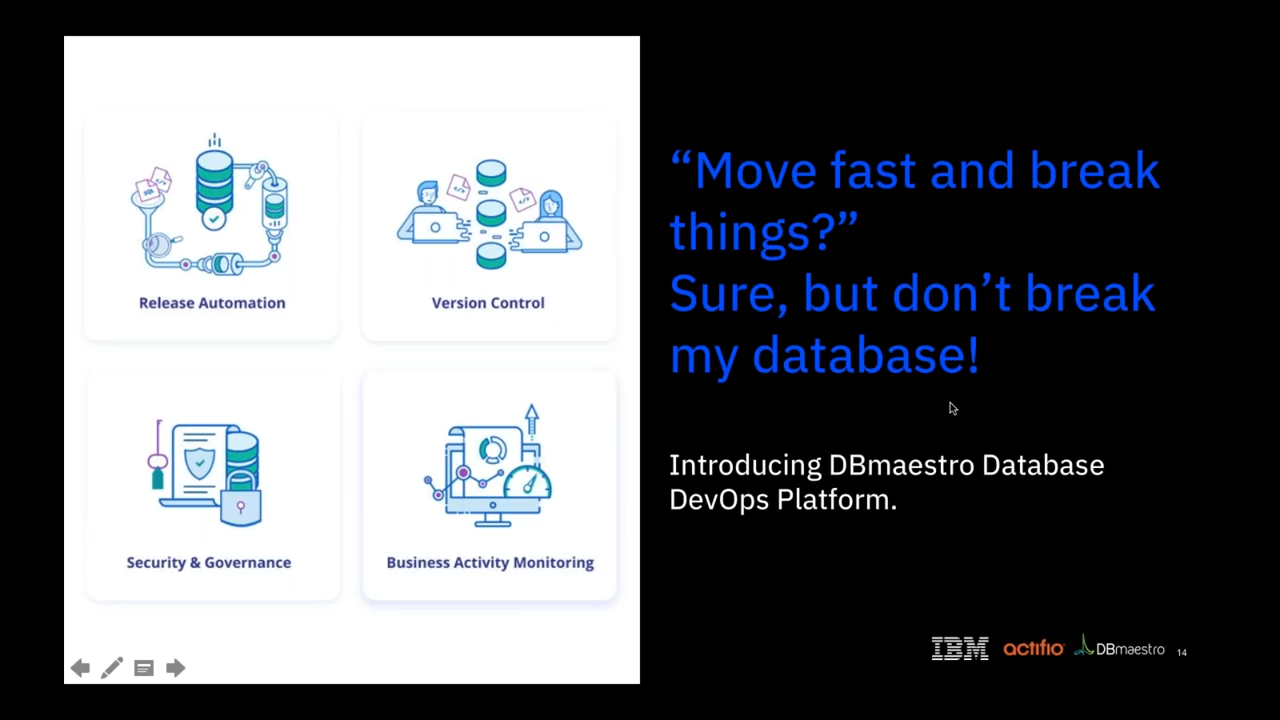 Release Automation
Version Control
Security & Governance
Business Activity Monitoring
“Move fast and break
things?”
Sure, but don’t break
my database!
Introducing DBmaestro Database
DevOps Platform.
IBM actifio DBmaestro 14